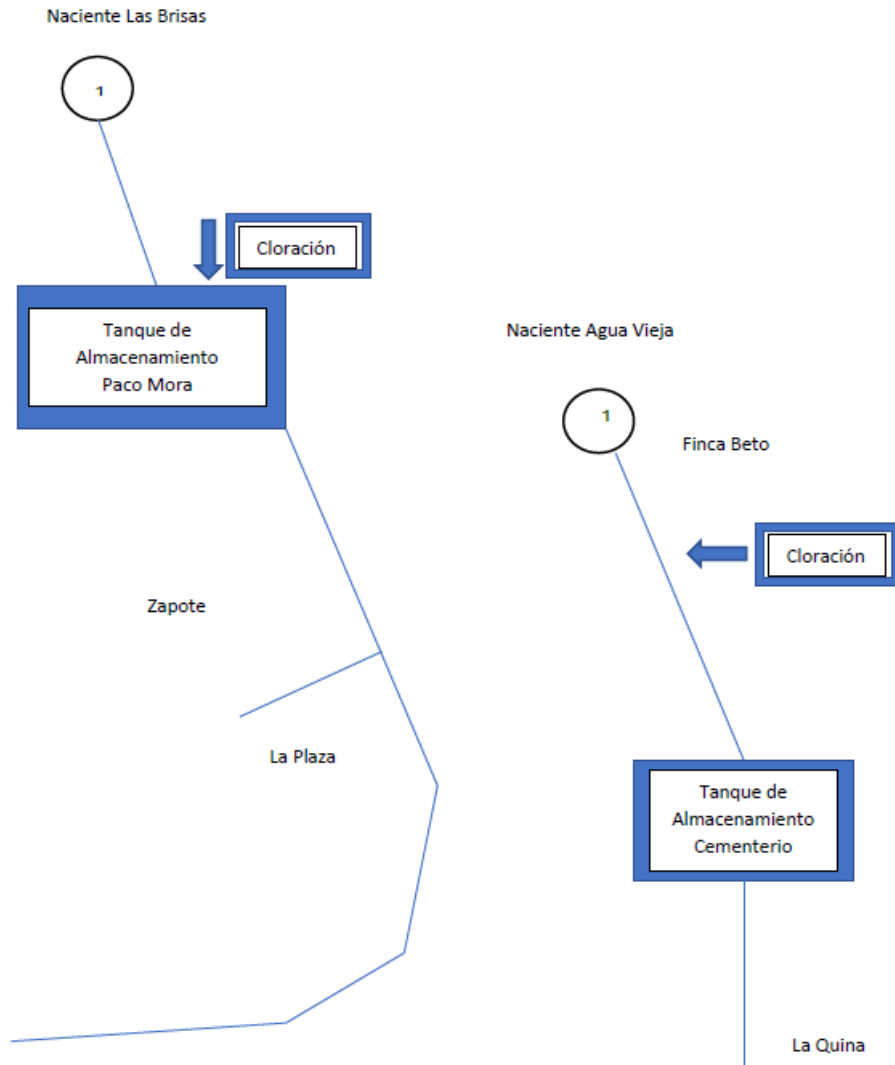 Naciente Las Brisas
1
Cloración
Tanque de
Almacenamiento
Paco Mora
Naciente Agua Vieja
1
Finca Beto
Cloración
Zapote
La Plaza
Tanque de
Almacenamiento
Cementerio
La Quina